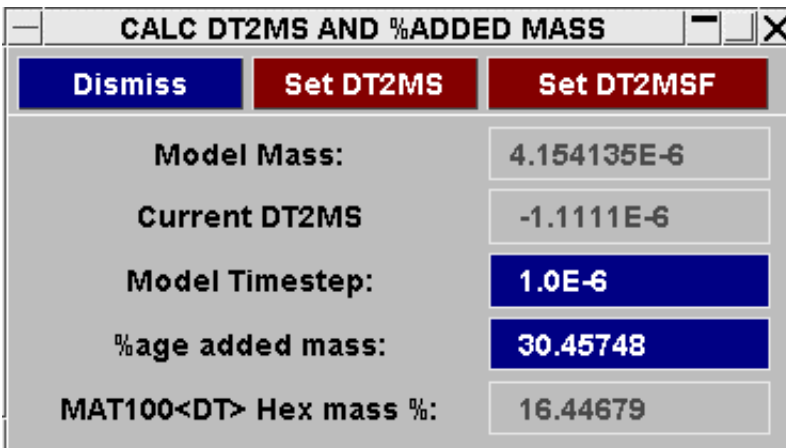 CALC DT2MS AND %ADDED MASS
Dismiss Set DT2MS Set DT2MSF
Model Mass: 4.154135E-6
Current DT2MS -1.1111E-6
Model Timestep: 1.0E-6
%age added mass: 30.45748
MAT100<DT> Hex mass %: 16.44679